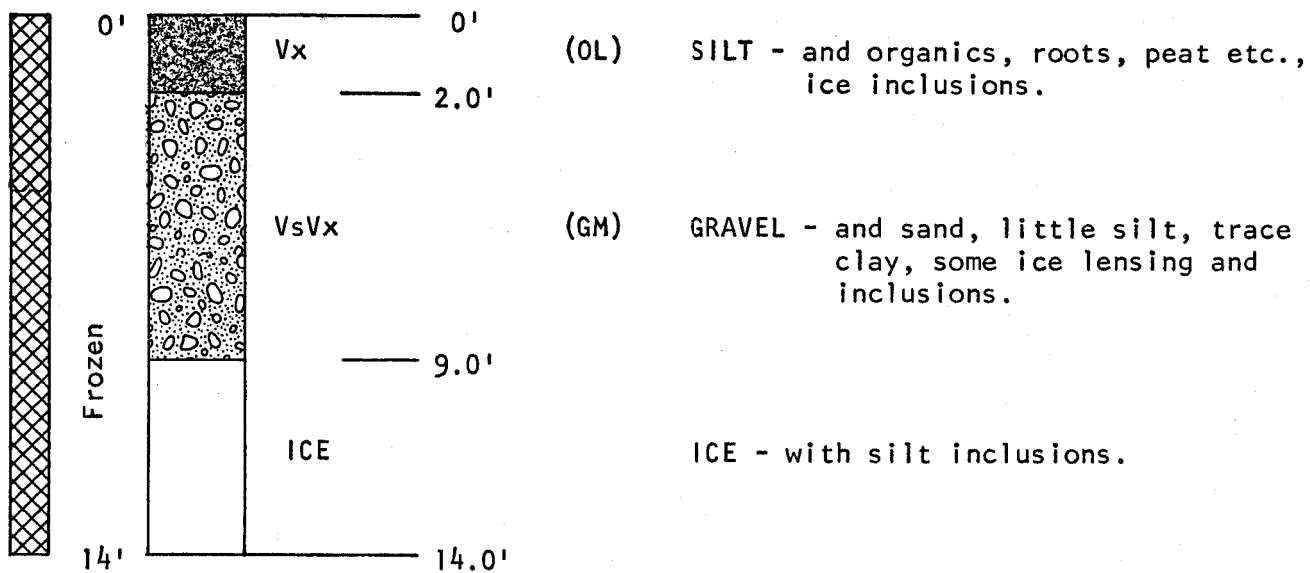 0' 0'
Vx (OL) SILT - and organics, roots, peat etc.,
ice inclusions.
2.0'
VsVx (GM) GRAVEL - and sand, little silt, trace
clay, some ice lensing and
inclusions.
Frozen
9.0'
ICE ICE - with silt inclusions.
14' 14.0'